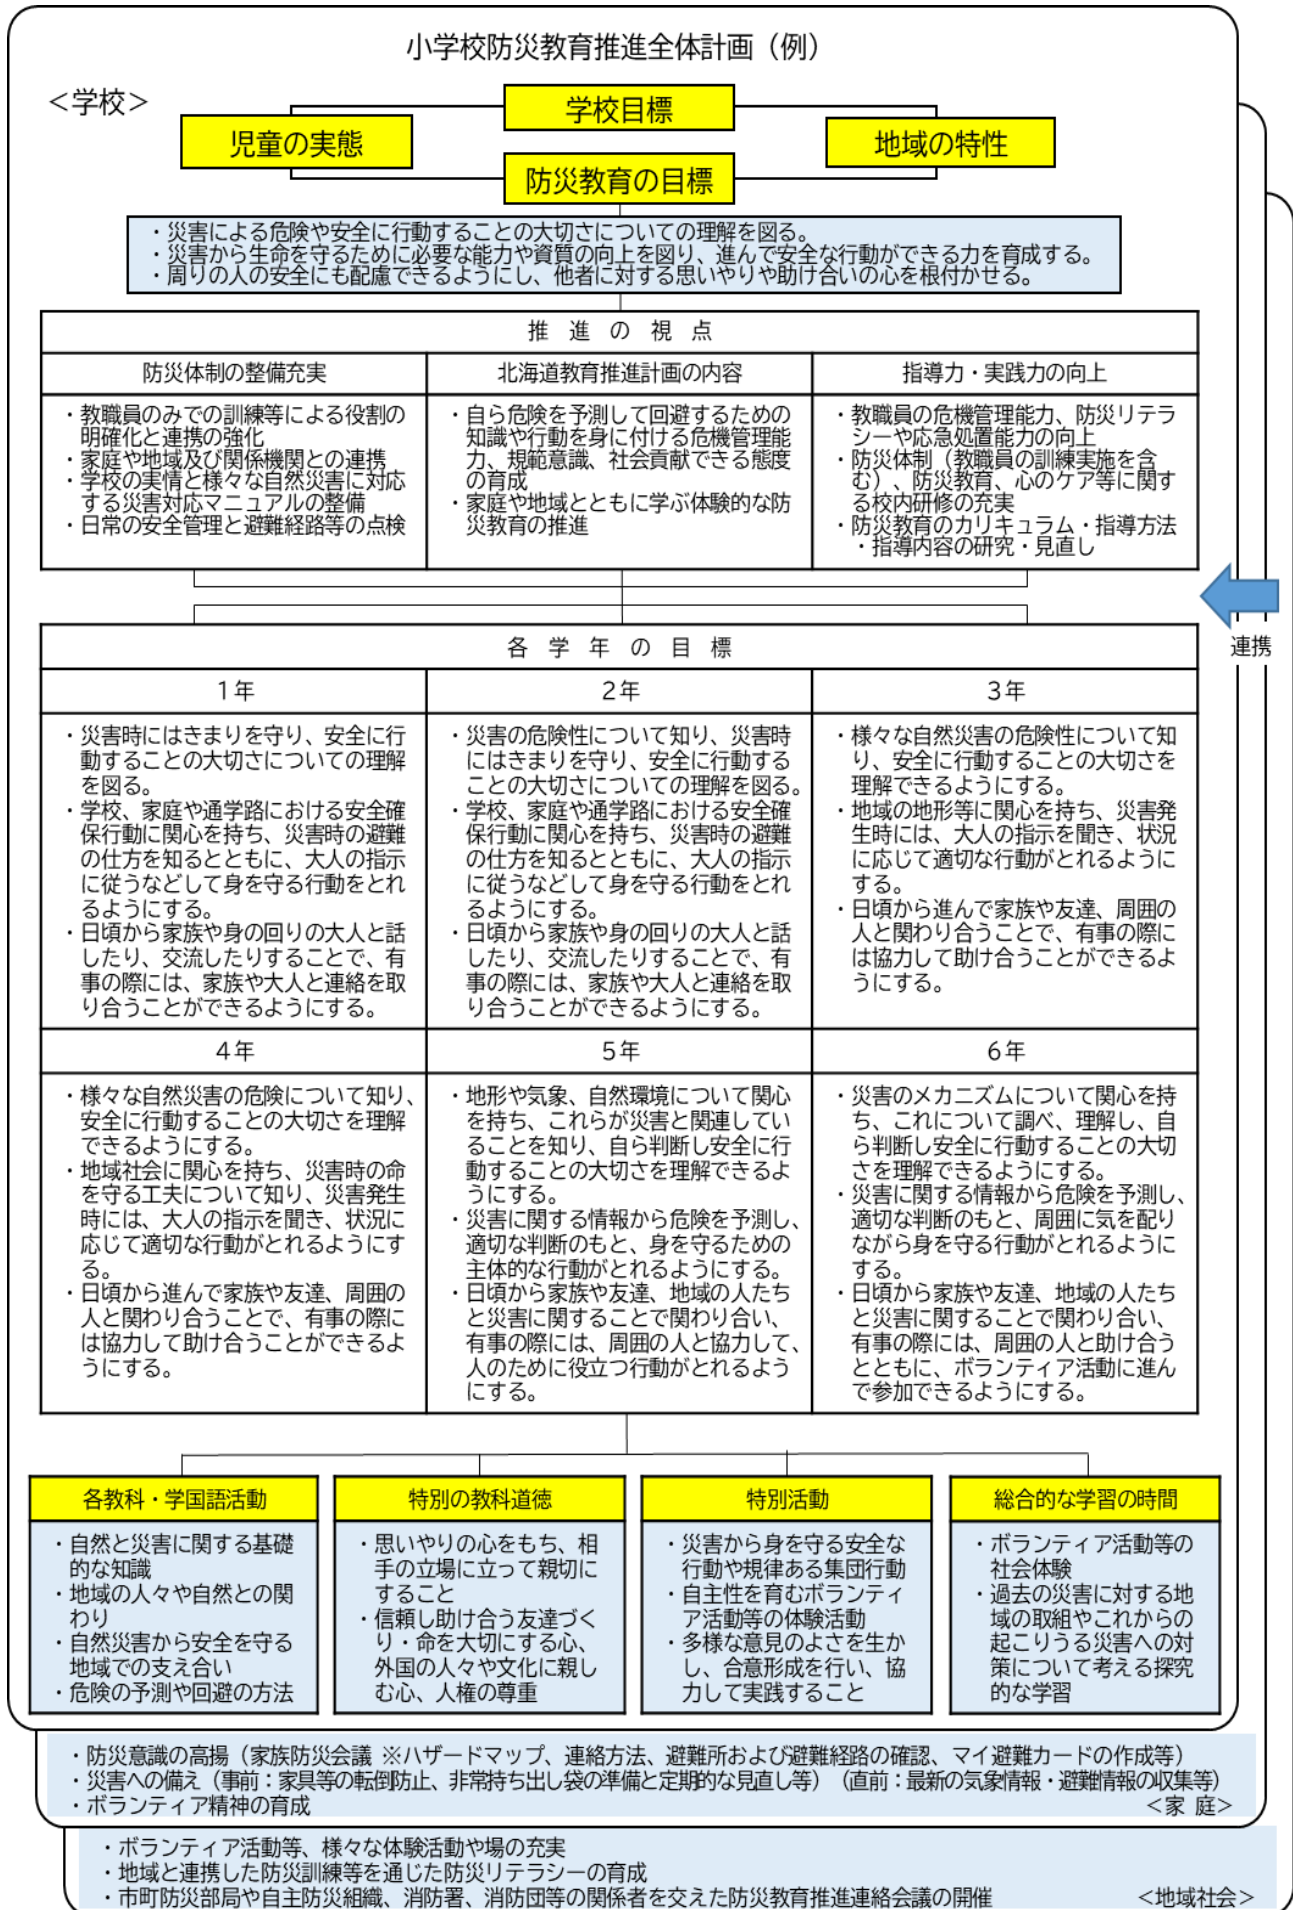 小学校防災教育推進全体計画（例）
＜学校＞
学校目標
児童の実態
地域の特性
防災教育の目標
・災害による危険や安全に行動することの大切さについての理解を図る。
・災害から生命を守るために必要な能力や資質の向上を図り、進んで安全な行動ができる力を育成する。
・周りの人の安全にも配慮できるようにし、他者に対する思いやりや助け合いの心を根付かせる。
推進の視点
防災体制の整備充実
・教職員のみでの訓練等による役割の
明確化と連携の強化
・家庭や地域及び関係機関との連携
・学校の実情と様々な自然災害に対応
する災害対応マニュアルの整備
・日常の安全管理と避難経路等の点検
北海道教育推進計画の内容
・自ら危険を予測して回避するための
知識や行動を身に付ける危機管理能
力、規範意識、社会貢献できる態度
の育成
・家庭や地域とともに学ぶ体験的な防
災教育の推進
指導力・実践力の向上
・教職員の危機管理能力、防災リテラ
シーや応急処置能力の向上
・防災体制（教職員の訓練実施を含
む）、防災教育、心のケア等に関す
る校内研修の充実
・防災教育のカリキュラム・指導方法
・指導内容の研究・見直し
連携
各学年の目標
1年
・災害時にはきまりを守り、安全に行
動することの大切さについての理解
を図る。
・学校、家庭や通学路における安全確
保行動に関心を持ち、災害時の避難
の仕方を知るとともに、大人の指示
に従うなどして身を守る行動をとれ
るようにする。
・日頃から家族や身の回りの大人と話
したり、交流したりすることで、有
事の際には、家族や大人と連絡を取
り合うことができるようにする。
2年
・災害の危険性について知り、災害時
にはきまりを守り、安全に行動する
ことの大切さについての理解を図る。
・学校、家庭や通学路における安全確
保行動に関心を持ち、災害時の避難
の仕方を知るとともに、大人の指示
に従うなどして身を守る行動をとれ
るようにする。
・日頃から家族や身の回りの大人と話
したり、交流したりすることで、有
事の際には、家族や大人と連絡を取
り合うことができるようにする。
3年
・様々な自然災害の危険性について知
り、安全に行動することの大切さを
理解できるようにする。
・地域の地形等に関心を持ち、災害発
生時には、大人の指示を聞き、状況
に応じて適切な行動がとれるように
する。
・日頃から進んで家族や友達、周囲の
人と関わり合うことで、有事の際に
は協力して助け合うことができるよ
うにする。
4年
・様々な自然災害の危険について知り、
安全に行動することの大切さを理解
できるようにする。
・地域社会に関心を持ち、災害時の命
を守る工夫について知り、災害発生
時には、大人の指示を聞き、状況に
応じて適切な行動がとれるようにす
る。
・日頃から進んで家族や友達、周囲の
人と関わり合うことで、有事の際に
は協力して助け合うことができるよ
うにする。
5年
・地形や気象、自然環境について関心
を持ち、これらが災害と関連してい
ることを知り、自ら判断し安全に行
動することの大切さを理解できるよ
うにする。
・災害に関する情報から危険を予測し、
適切な判断のもと、身を守るための
主体的な行動がとれるようにする。
・日頃から家族や友達、地域の人たち
と災害に関することで関わり合い、
有事の際には、周囲の人と協力して、
人のために役立つ行動がとれるよう
にする。
6年
・災害のメカニズムについて関心を持
ち、これについて調べ、理解し、自
ら判断し安全に行動することの大切
さを理解できるようにする。
・災害に関する情報から危険を予測し、
適切な判断のもと、周囲に気を配り
ながら身を守る行動がとれるように
する。
・日頃から家族や友達、地域の人たち
と災害に関することで関わり合い、
有事の際には、周囲の人と助け合う
とともに、ボランティア活動に進ん
で参加できるようにする。
各教科・学国語活動
・自然と災害に関する基礎
的な知識
・地域の人々や自然との関
わり
・自然災害から安全を守る
地域での支え合い
・危険の予測や回避の方法
特別の教科道徳
・思いやりの心をもち、相
手の立場に立って親切に
すること
・信頼し助け合う友達づく
り・命を大切にする心、
外国の人々や文化に親し
む心、人権の尊重
特別活動
・災害から身を守る安全な
行動や規律ある集団行動
・自主性を育むボランティ
ア活動等の体験活動
・多様な意見のよさを生か
し、合意形成を行い、協
力して実践すること
総合的な学習の時間
・ボランティア活動等の
社会体験
・過去の災害に対する地
域の取組やこれからの
起こりうる災害への対
策について考える探究
的な学習
・防災意識の高揚（家族防災会議 ※ハザードマップ、連絡方法、避難所および避難経路の確認、マイ避難カードの作成等）
・災害への備え（事前：家具等の転倒防止、非常持ち出し袋の準備と定期的な見直し等）（直前：最新の気象情報・避難情報の収集等）
・ボランティア精神の育成 ＜家 庭＞
・ボランティア活動等、様々な体験活動や場の充実
・地域と連携した防災訓練等を通じた防災リテラシーの育成
・市町防災部局や自主防災組織、消防署、消防団等の関係者を交えた防災教育推進連絡会議の開催 ＜地域社会＞